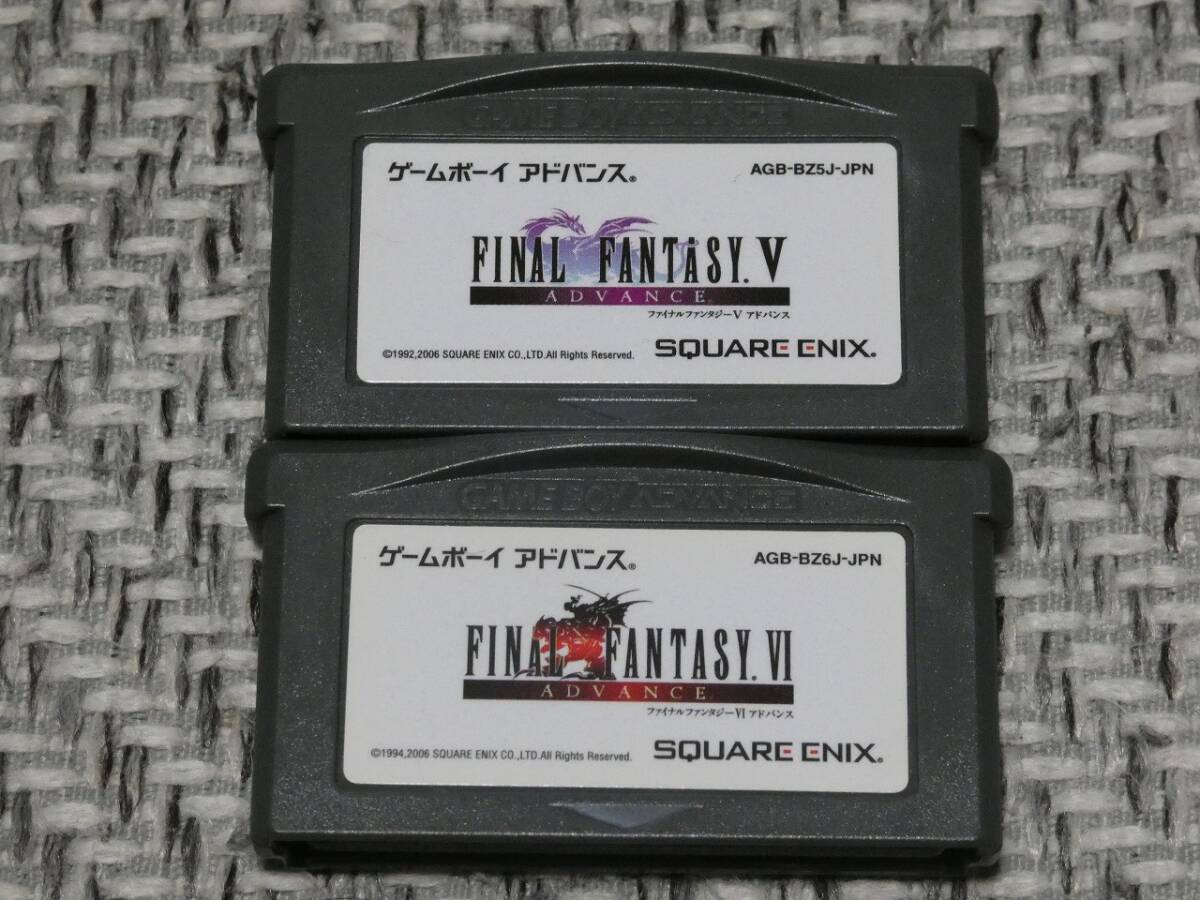 GAME BOY ADVANCE
ゲームボーイ アドバンス®
AGB-BZ5J-JPN
FINAL FANTASY. V
ADVANCE
ファイナルファンタジーV アドバンス
©1992,2006 SQUARE ENIX CO.,LTD.All Rights Reserved.
SQUARE ENIX.
GAME BOY ADVANCE
ゲームボーイ アドバンス®
AGB-BZ6J-JPN
FINAL FANTASY. VI
ADVANCE
ファイナルファンタジーVI アドバンス
©1994,2006 SQUARE ENIX CO.,LTD.All Rights Reserved.
SQUARE ENIX.